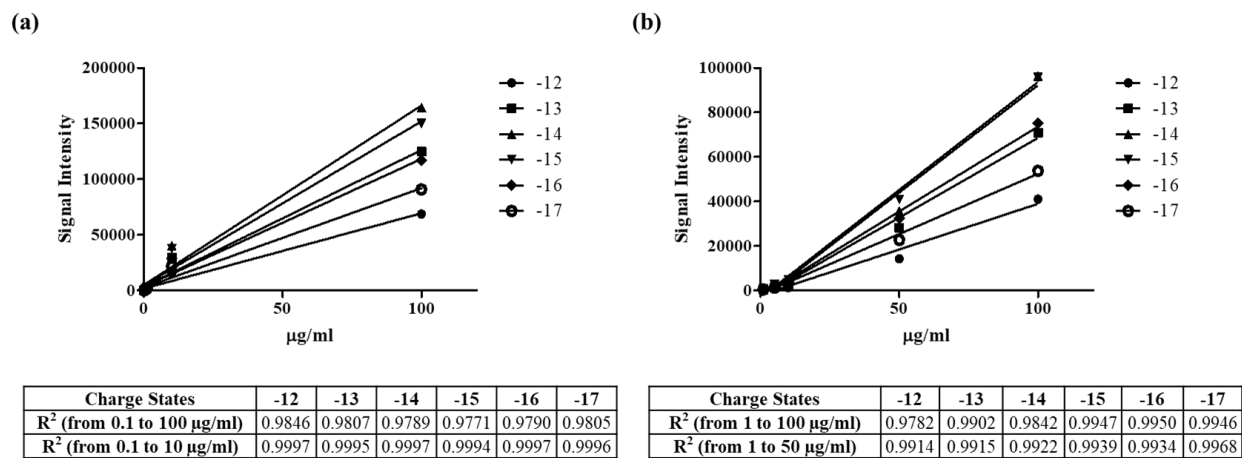 (a)
Signal Intensity
200000
150000
100000
50000
0
0
50
100
µg/ml
-12
-13
-14
-15
-16
-17
Charge States -12 -13 -14 -15 -16 -17
R² (from 0.1 to 100 µg/ml) 0.9846 0.9807 0.9789 0.9771 0.9790 0.9805
R² (from 0.1 to 10 µg/ml) 0.9997 0.9995 0.9997 0.9994 0.9997 0.9996
(b)
Signal Intensity
100000
80000
60000
40000
20000
0
0
50
100
µg/ml
-12
-13
-14
-15
-16
-17
Charge States -12 -13 -14 -15 -16 -17
R² (from 1 to 100 µg/ml) 0.9782 0.9902 0.9842 0.9947 0.9950 0.9946
R² (from 1 to 50 µg/ml) 0.9914 0.9915 0.9922 0.9939 0.9934 0.9968